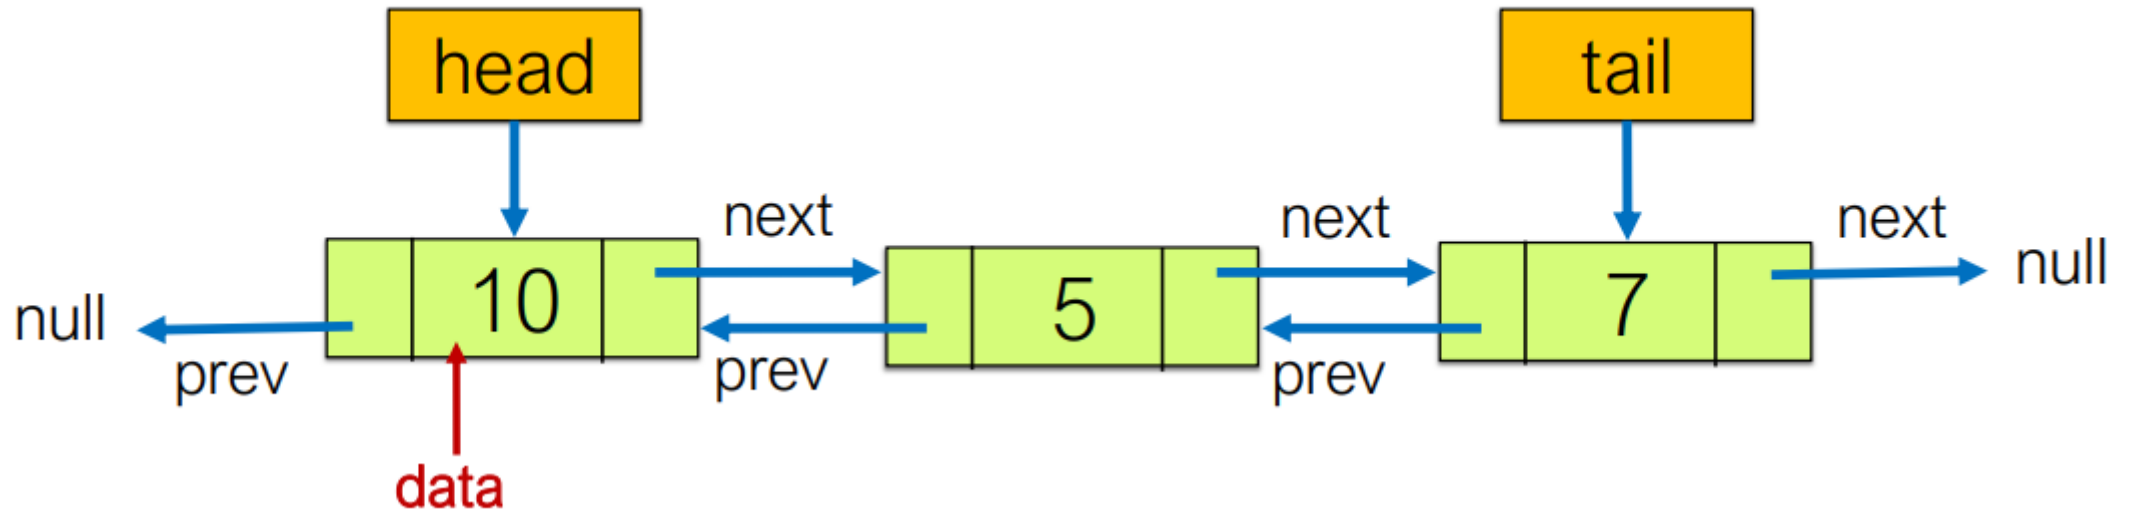 head
tail
next
next
next
null
10
5
7
null
prev
prev
prev
data